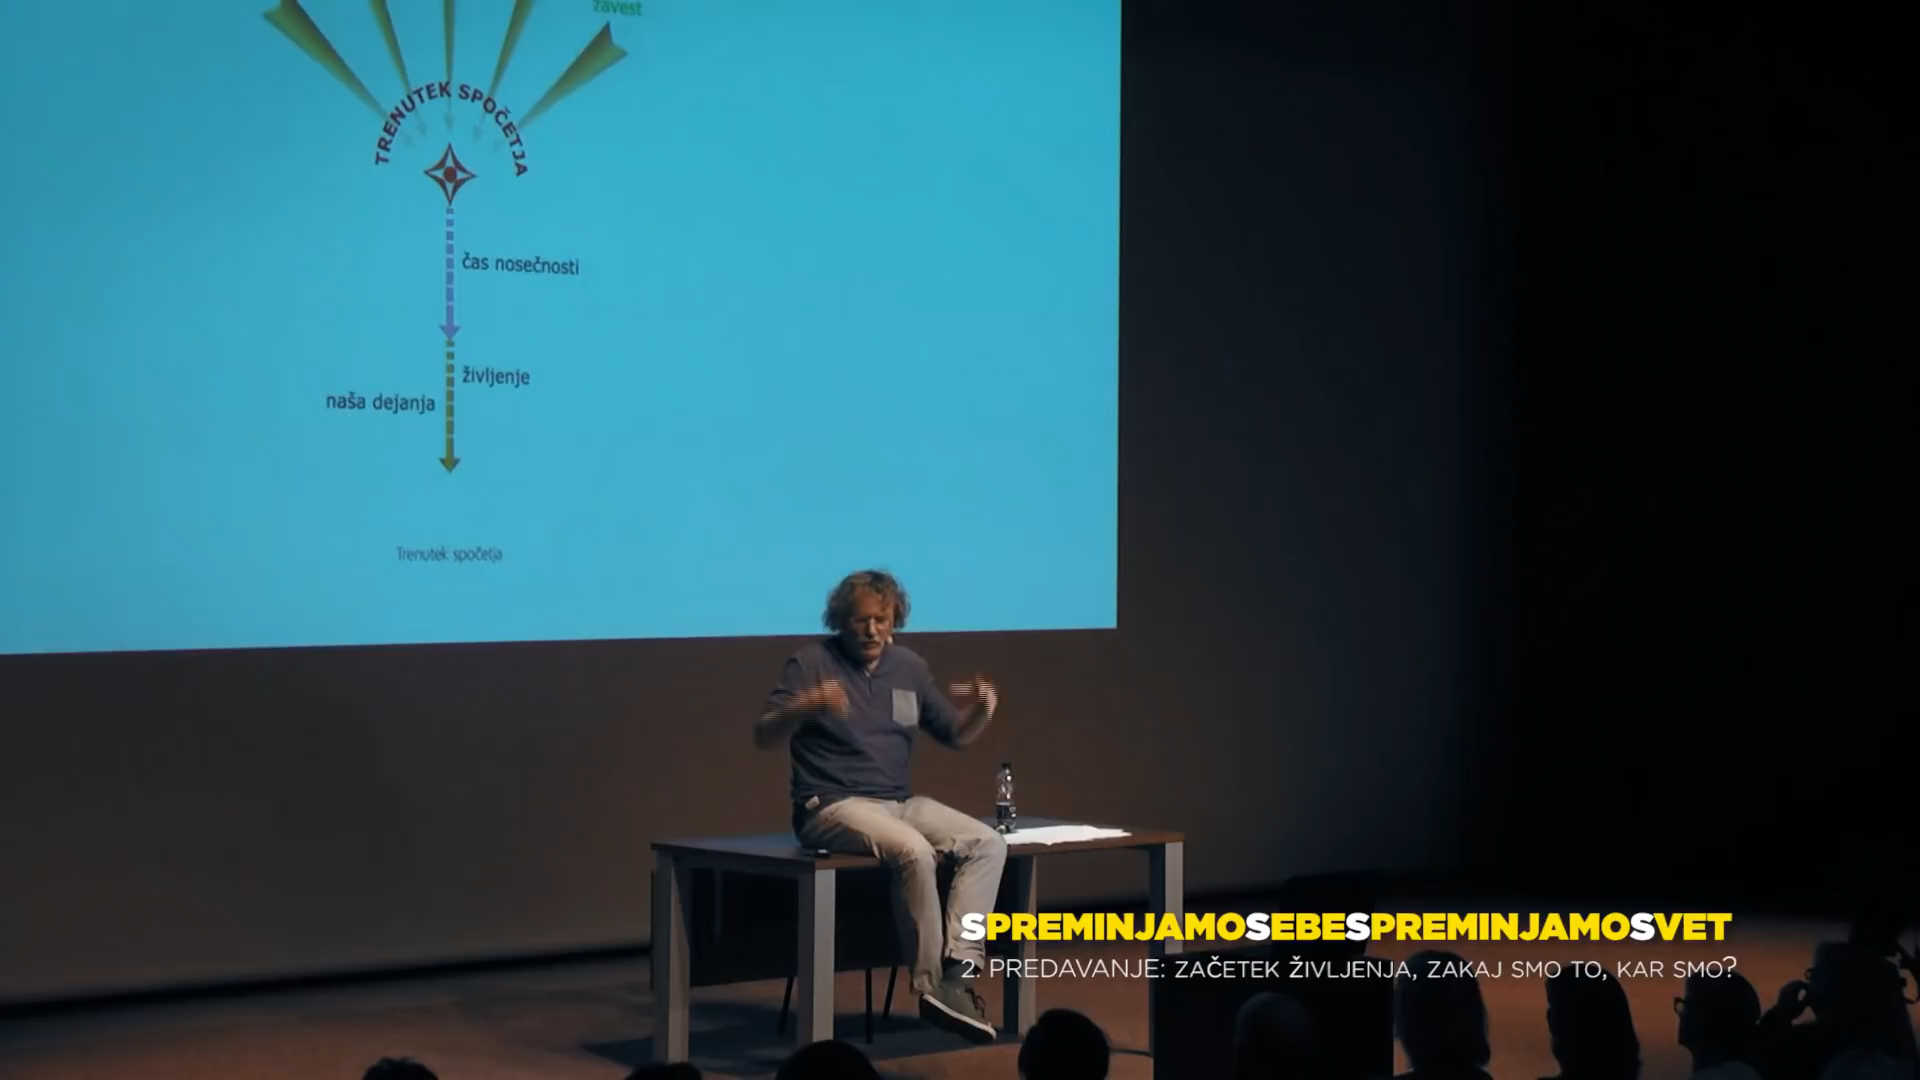 zavest
TRENUTEK SPOČETJA
čas nosečnosti
življenje
naša dejanja
Trenutek spočetja
SPREMINJAMOSEBESPREMINJAMOSVET
2. PREDAVANJE: ZAČETEK ŽIVLJENJA, ZAKAJ SMO TO, KAR SMO?